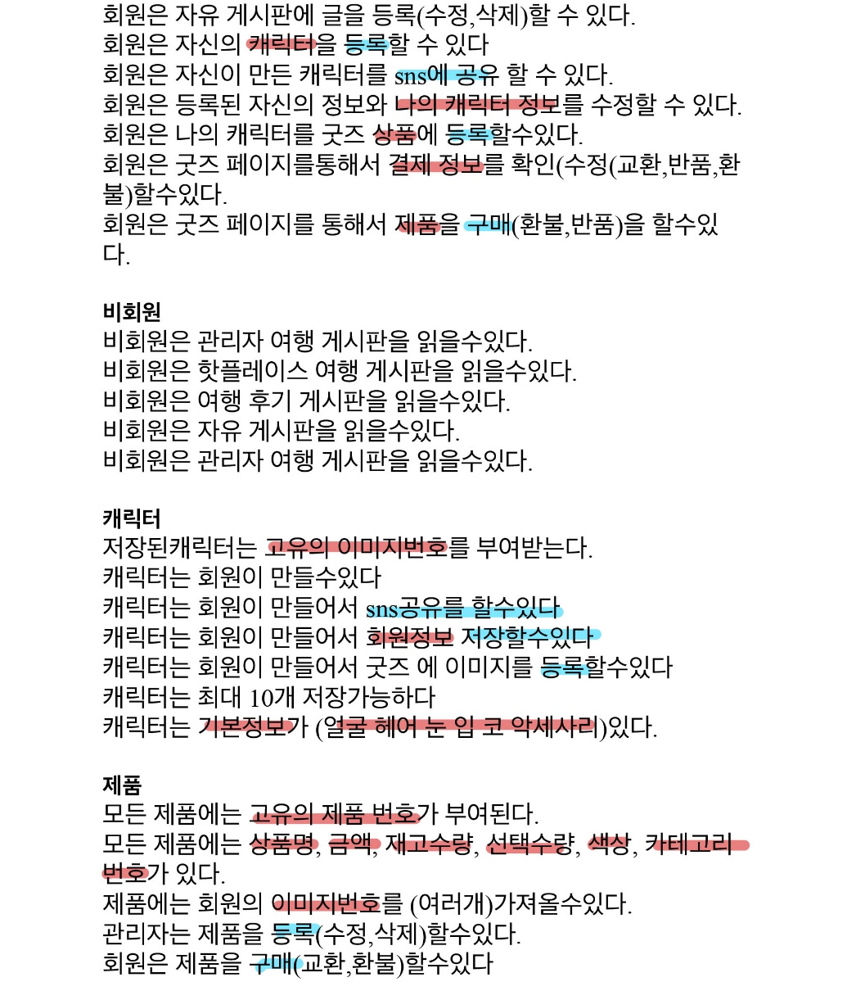 회원은 자유 게시판에 글을 등록(수정,삭제)할 수 있다.
회원은 자신의 캐릭터을 등록할 수 있다
회원은 자신이 만든 캐릭터를 sns에 공유 할 수 있다.
회원은 등록된 자신의 정보와 나의 캐릭터 정보를 수정할 수 있다.
회원은 나의 캐릭터를 굿즈 상품에 등록할수있다.
회원은 굿즈 페이지를통해서 결제 정보를 확인(수정(교환,반품,환
불)할수있다.
회원은 굿즈 페이지를 통해서 제품을 구매(환불,반품)을 할수있
다.
비회원
비회원은 관리자 여행 게시판을 읽을수있다.
비회원은 핫플레이스 여행 게시판을 읽을수있다.
비회원은 여행 후기 게시판을 읽을수있다.
비회원은 자유 게시판을 읽을수있다.
비회원은 관리자 여행 게시판을 읽을수있다.
캐릭터
저장된캐릭터는 고유의 이미지번호를 부여받는다.
캐릭터는 회원이 만들수있다
캐릭터는 회원이 만들어서 sns공유를 할수있다
캐릭터는 회원이 만들어서 회원정보 저장할수있다
캐릭터는 회원이 만들어서 굿즈 에 이미지를 등록할수있다
캐릭터는 최대 10개 저장가능하다
캐릭터는 기본정보가 (얼굴 헤어 눈 입 코 악세사리)있다.
제품
모든 제품에는 고유의 제품 번호가 부여된다.
모든 제품에는 상품명, 금액, 재고수량, 선택수량, 색상, 카테고리
번호가 있다.
제품에는 회원의 이미지번호를 (여러개)가져올수있다.
관리자는 제품을 등록(수정,삭제)할수있다.
회원은 제품을 구매(교환,환불)할수있다